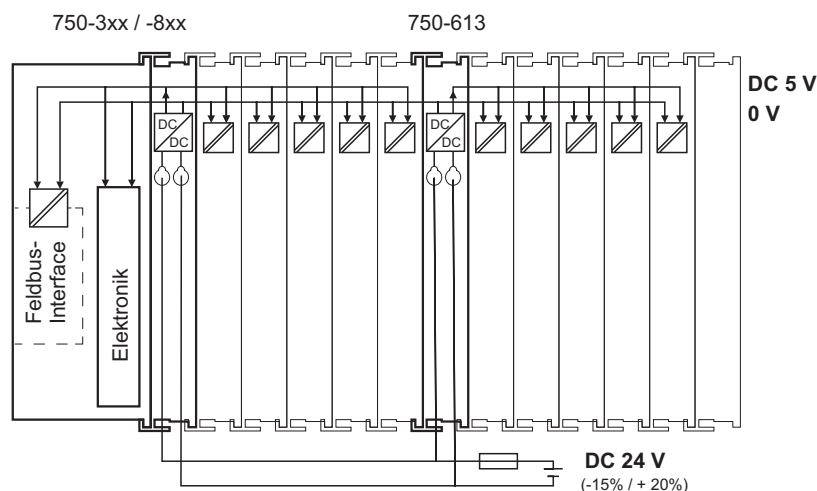 750-3xx / -8xx
750-613
DC 5 V
0 V
DC
DC
DC
DC
Feldbus-
Interface
Elektronik
DC 24 V
(-15% / + 20%)